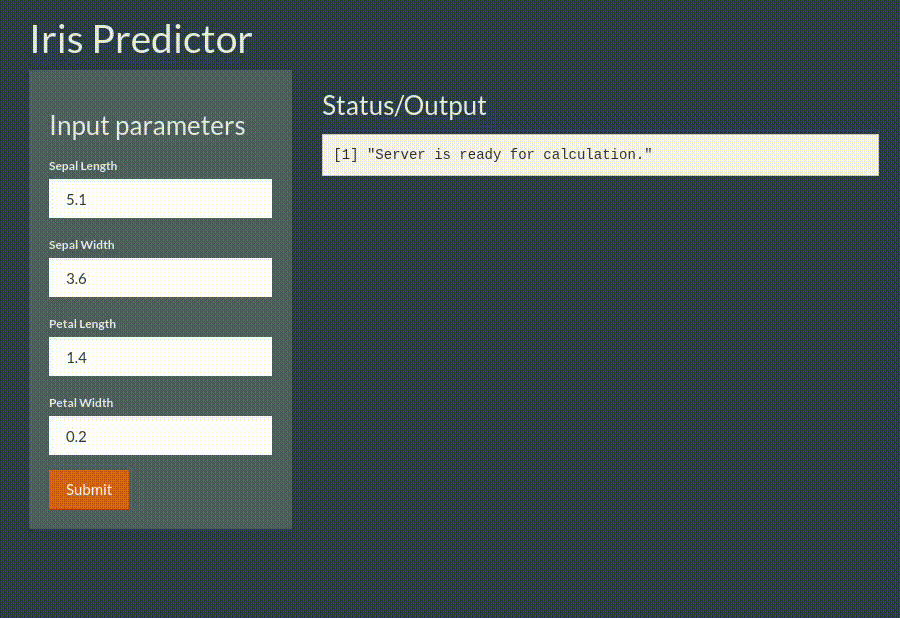 Iris Predictor
Input parameters
Sepal Length
5.1
Sepal Width
3.6
Petal Length
1.4
Petal Width
0.2
Submit
Status/Output
[1] "Server is ready for calculation."